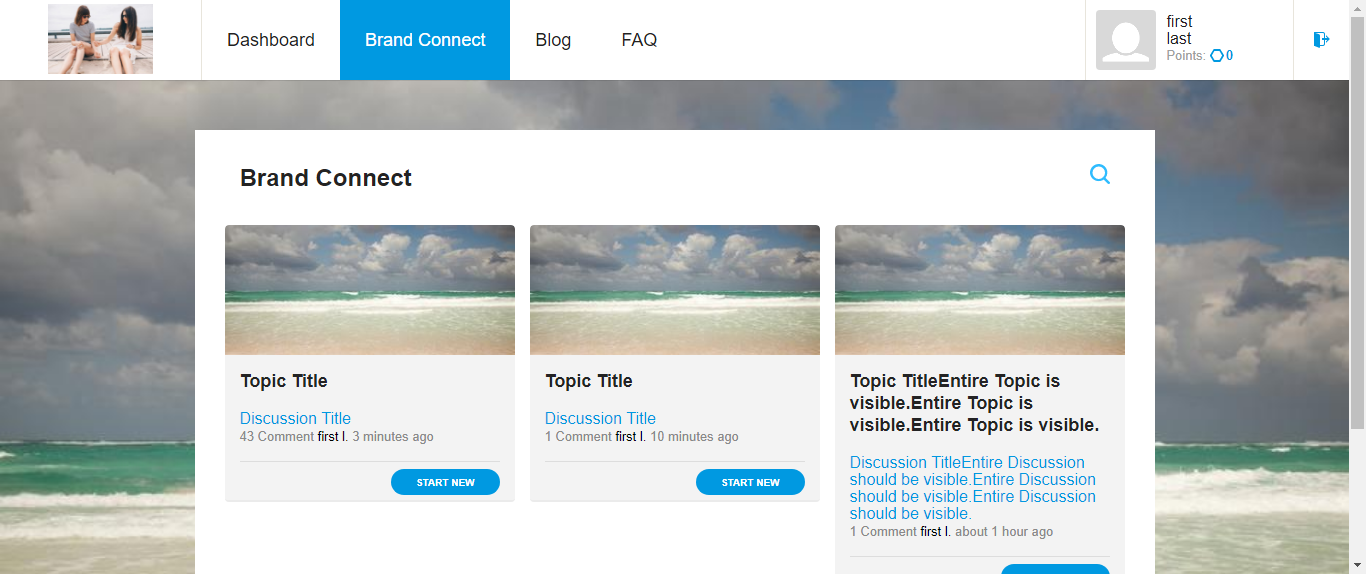 Dashboard
Brand Connect
Blog
FAQ
first
last
Points: 0
Brand Connect
Topic Title
Discussion Title
43 Comment first l. 3 minutes ago
START NEW
Topic Title
Discussion Title
1 Comment first l. 10 minutes ago
START NEW
Topic TitleEntire Topic is
visible.Entire Topic is
visible.Entire Topic is visible.
Discussion TitleEntire Discussion
should be visible.Entire Discussion
should be visible.Entire Discussion
should be visible.
1 Comment first l. about 1 hour ago